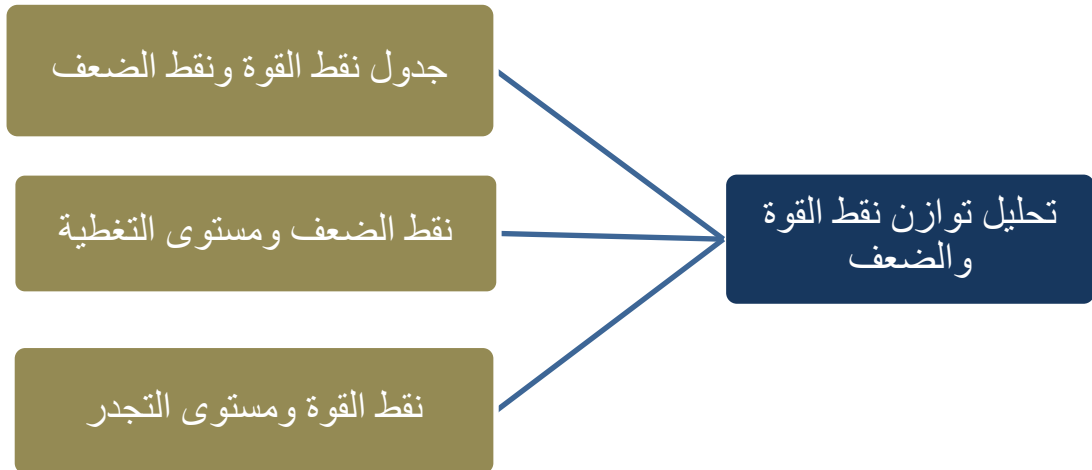 تحليل توازن نقط القوة
والضعف
جدول نقط القوة ونقط الضعف
نقط الضعف ومستوى التغطية
نقط القوة ومستوى التجدر